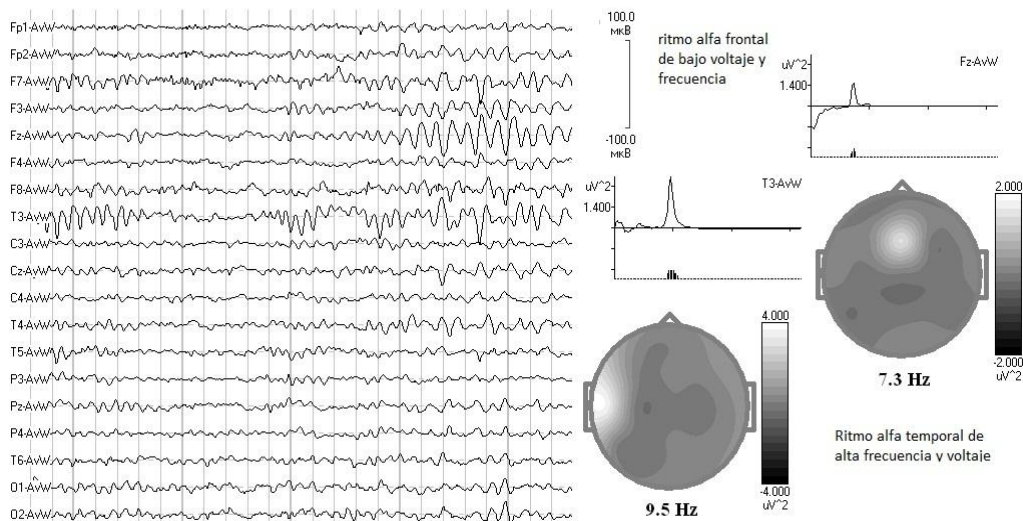 Fp1-AvW
Fp2-AvW
F7-AvW
F3-AvW
Fz-AvW
F4-AvW
F8-AvW
T3-AvW
C3-AvW
Cz-AvW
C4-AvW
T4-AvW
T5-AvW
P3-AvW
Pz-AvW
P4-AvW
T6-AvW
O1-AvW
O2-AvW
100.0
мкВ
-100.0
мкВ
ritmo alfa frontal
de bajo voltaje y
frecuencia
uV^2
Fz-AvW
1.400
uV^2
T3-AvW
1.400
2.000
-2.000
uV^2
7.3 Hz
4.000
-4.000
uV^2
9.5 Hz
Ritmo alfa temporal de
alta frecuencia y voltaje